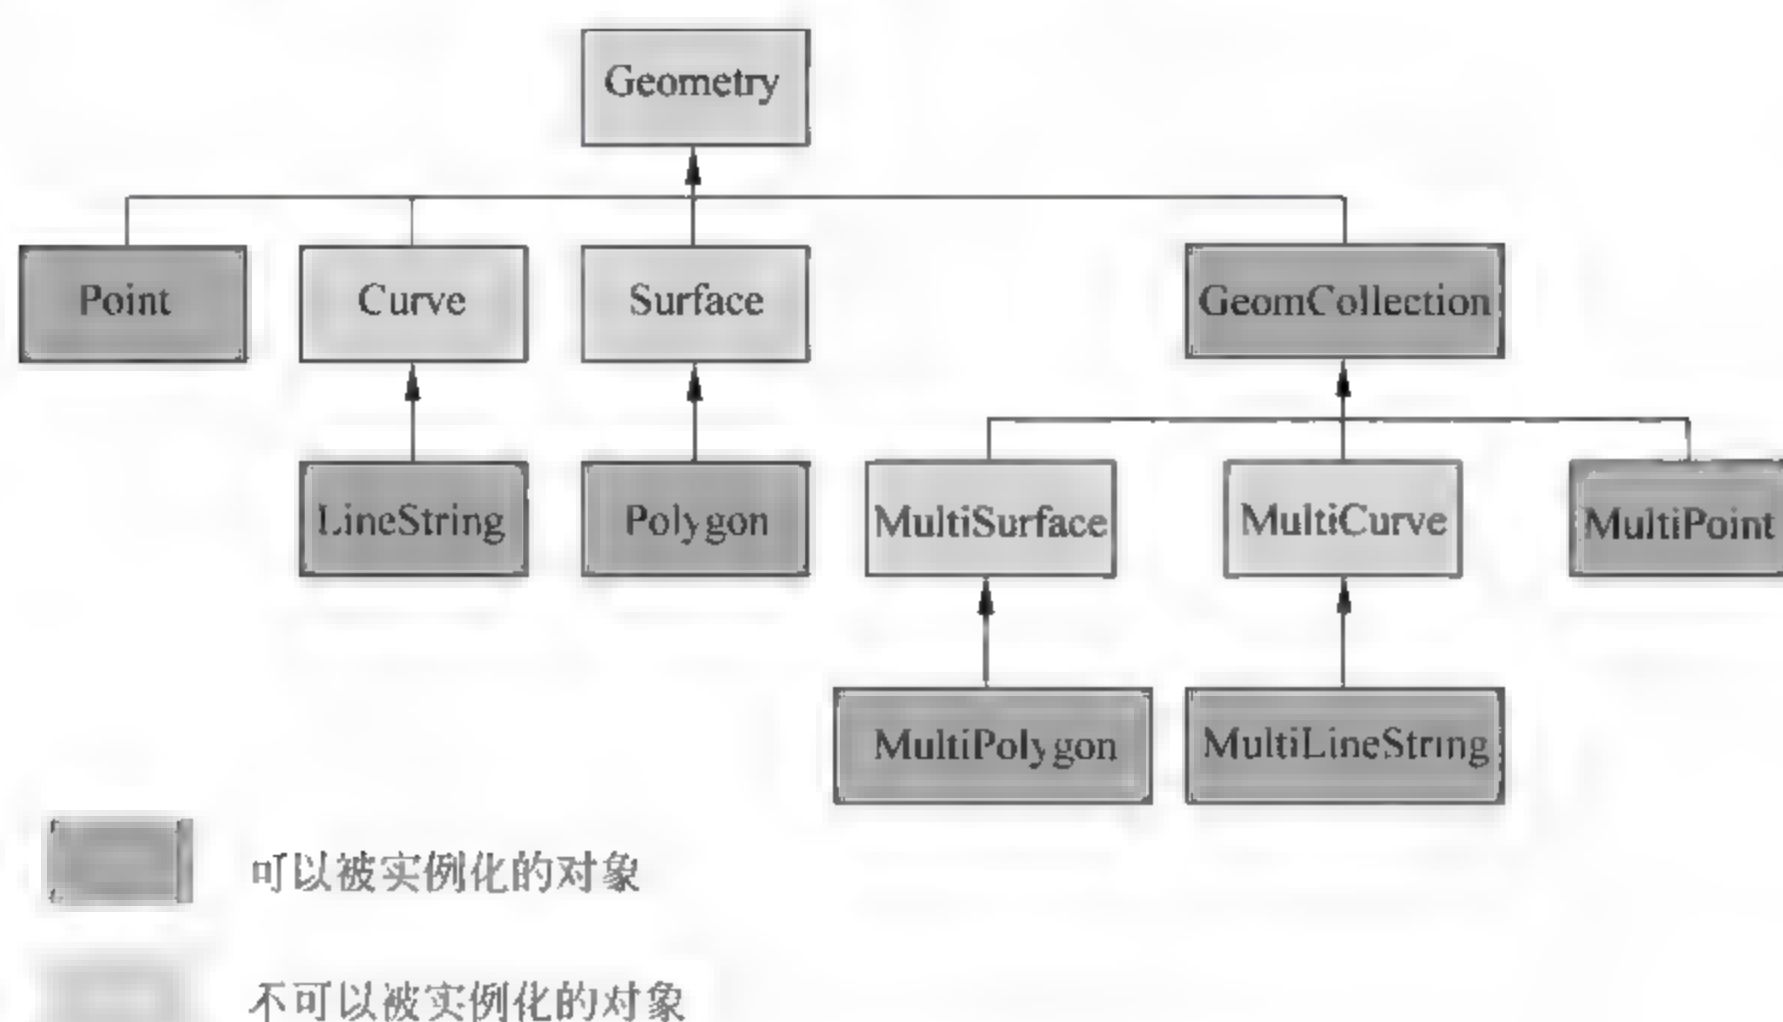 Geometry
Point
Curve
Surface
GeomCollection
LineString
Polygon
MultiSurface
MultiCurve
MultiPoint
MultiPolygon
MultiLineString
可以被实例化的对象
不可以被实例化的对象